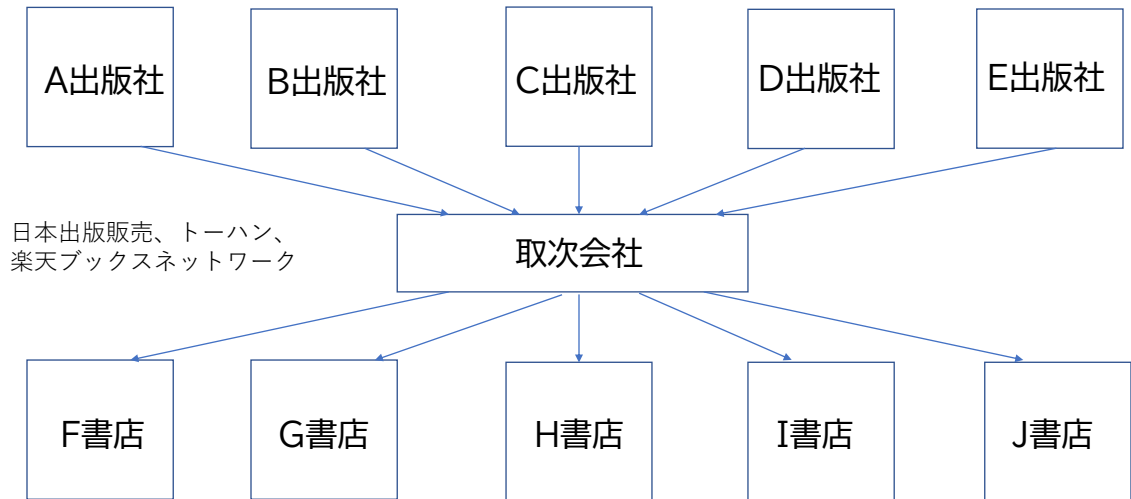 A出版社
B出版社
C出版社
D出版社
E出版社
日本出版販売、トーハン、
楽天ブックスネットワーク
取次会社
F書店
G書店
H書店
I書店
J書店